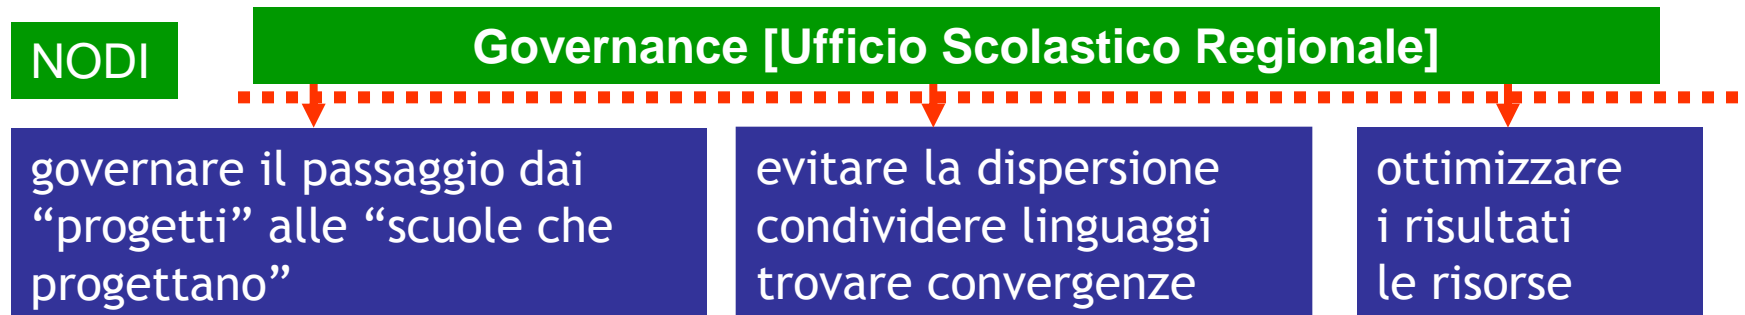 NODI
Governance [Ufficio Scolastico Regionale]
governare il passaggio dai
“progetti” alle “scuole che
progettano”
evitare la dispersione
condividere linguaggi
trovare convergenze
ottimizzare
i risultati
le risorse